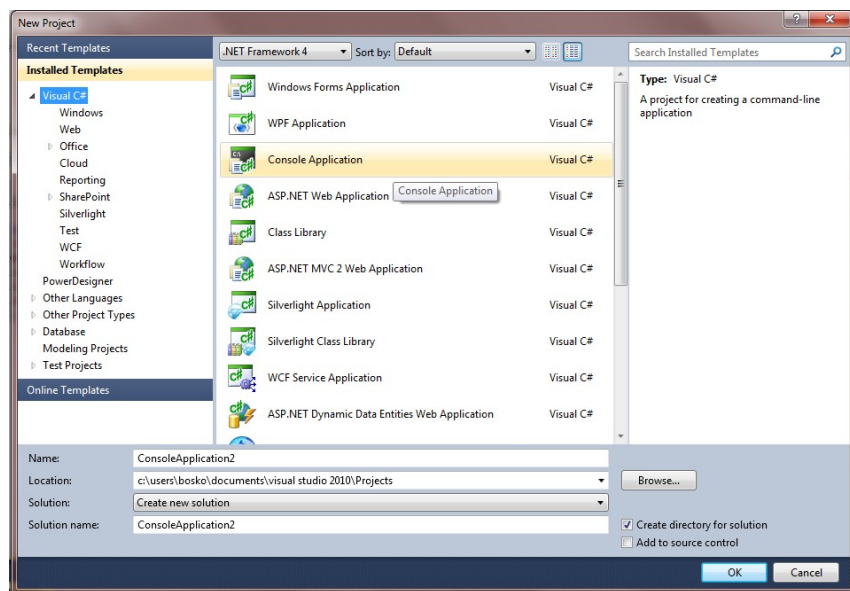 New Project
Recent Templates
Installed Templates
Visual C#
Windows
Web
Office
Cloud
Reporting
SharePoint
Silverlight
Test
WCF
Workflow
PowerDesigner
Other Languages
Other Project Types
Database
Modeling Projects
Test Projects
Online Templates
.NET Framework 4 Sort by: Default
Windows Forms Application Visual C#
WPF Application Visual C#
Console Application Visual C#
ASP.NET Web Application Visual C#
Console Application
Class Library Visual C#
ASP.NET MVC 2 Web Application Visual C#
Silverlight Application Visual C#
Silverlight Class Library Visual C#
WCF Service Application Visual C#
ASP.NET Dynamic Data Entities Web Application Visual C#
Search Installed Templates
Type: Visual C#
A project for creating a command-line
application
Name: ConsoleApplication2
Location: c:\users\bosko\documents\visual studio 2010\Projects Browse...
Solution: Create new solution
Solution name: ConsoleApplication2
Create directory for solution
Add to source control
OK Cancel